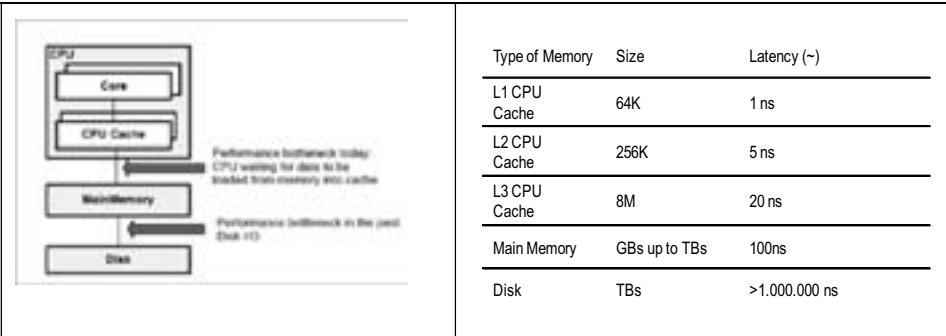 CPU
Core
CPU Cache
Performance bottleneck today:
CPU waiting for data to be
loaded from memory into cache
MainMemory
Performance bottleneck in the past:
Disk I/O
Disk
Type of Memory Size Latency (~)
L1 CPU
Cache 64K 1 ns
L2 CPU
Cache 256K 5 ns
L3 CPU
Cache 8M 20 ns
Main Memory GBs up to TBs 100ns
Disk TBs >1.000.000 ns